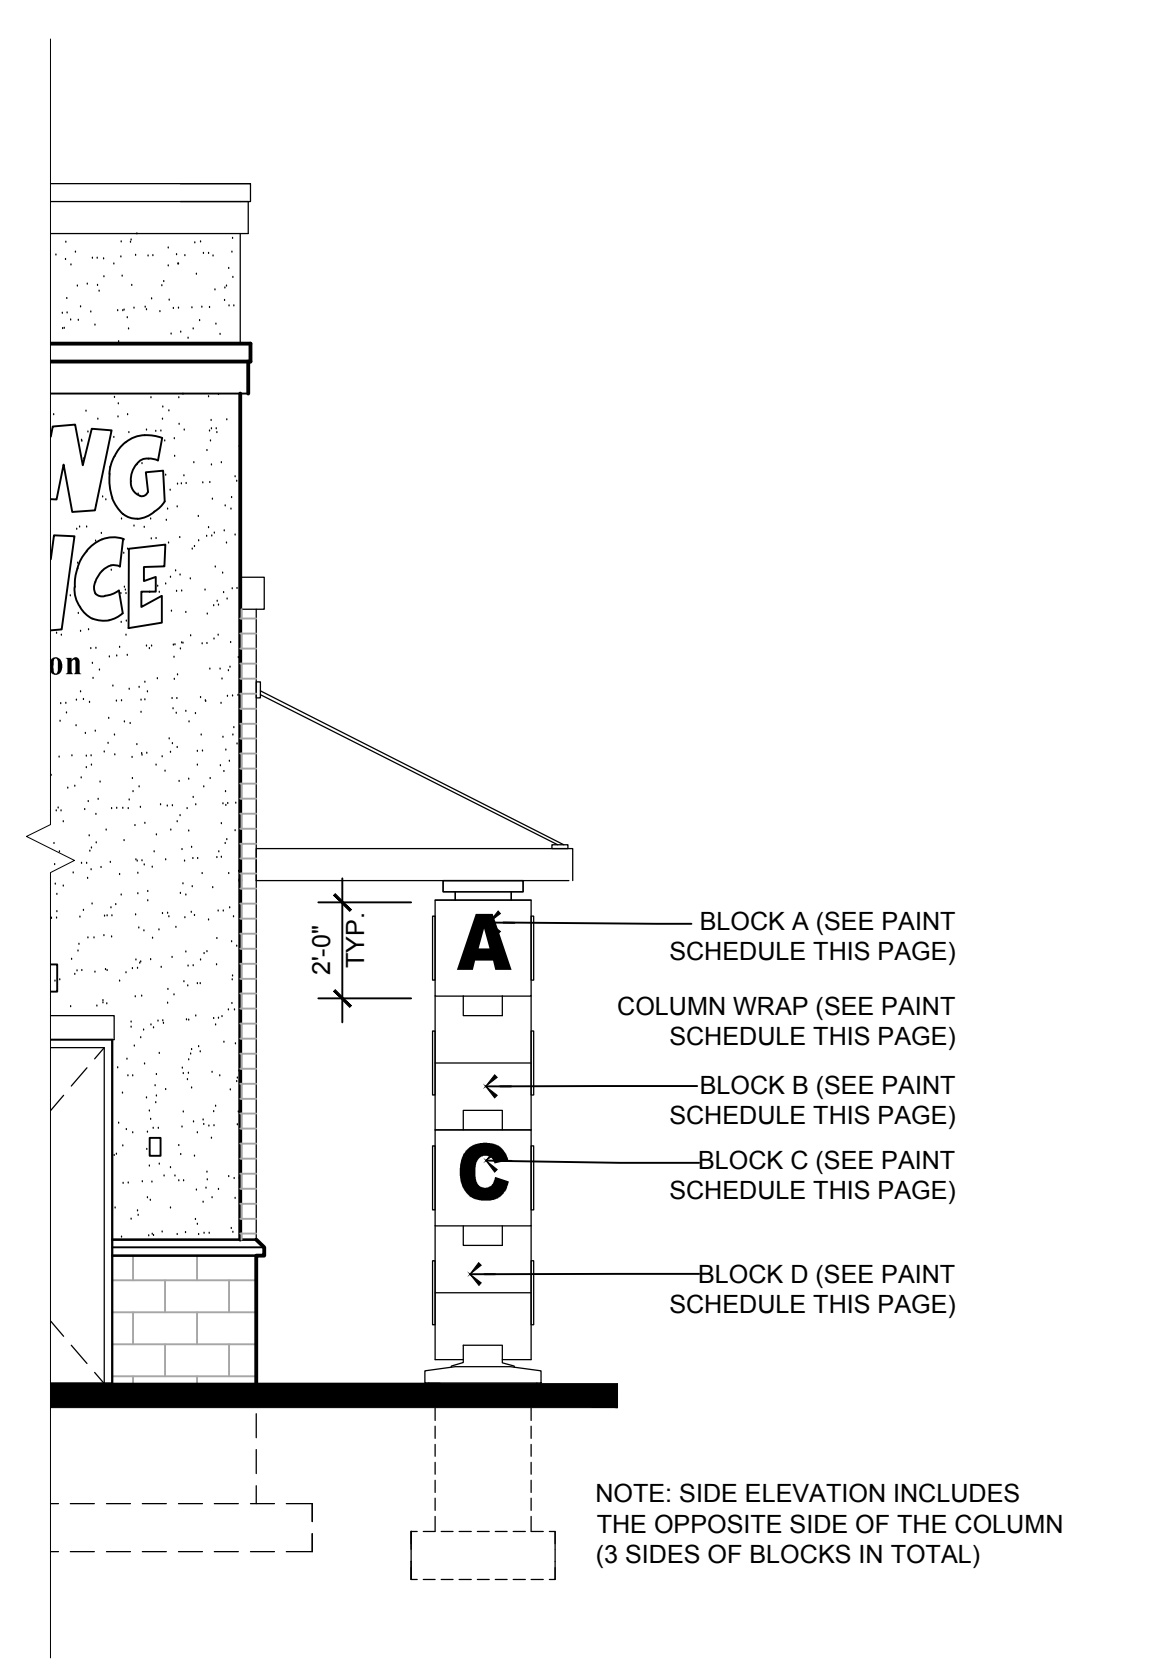 NG
CE
on
2'-0"
TYP.
A
BLOCK A (SEE PAINT
SCHEDULE THIS PAGE)
COLUMN WRAP (SEE PAINT
SCHEDULE THIS PAGE)
BLOCK B (SEE PAINT
SCHEDULE THIS PAGE)
C
BLOCK C (SEE PAINT
SCHEDULE THIS PAGE)
BLOCK D (SEE PAINT
SCHEDULE THIS PAGE)
NOTE: SIDE ELEVATION INCLUDES
THE OPPOSITE SIDE OF THE COLUMN
(3 SIDES OF BLOCKS IN TOTAL)